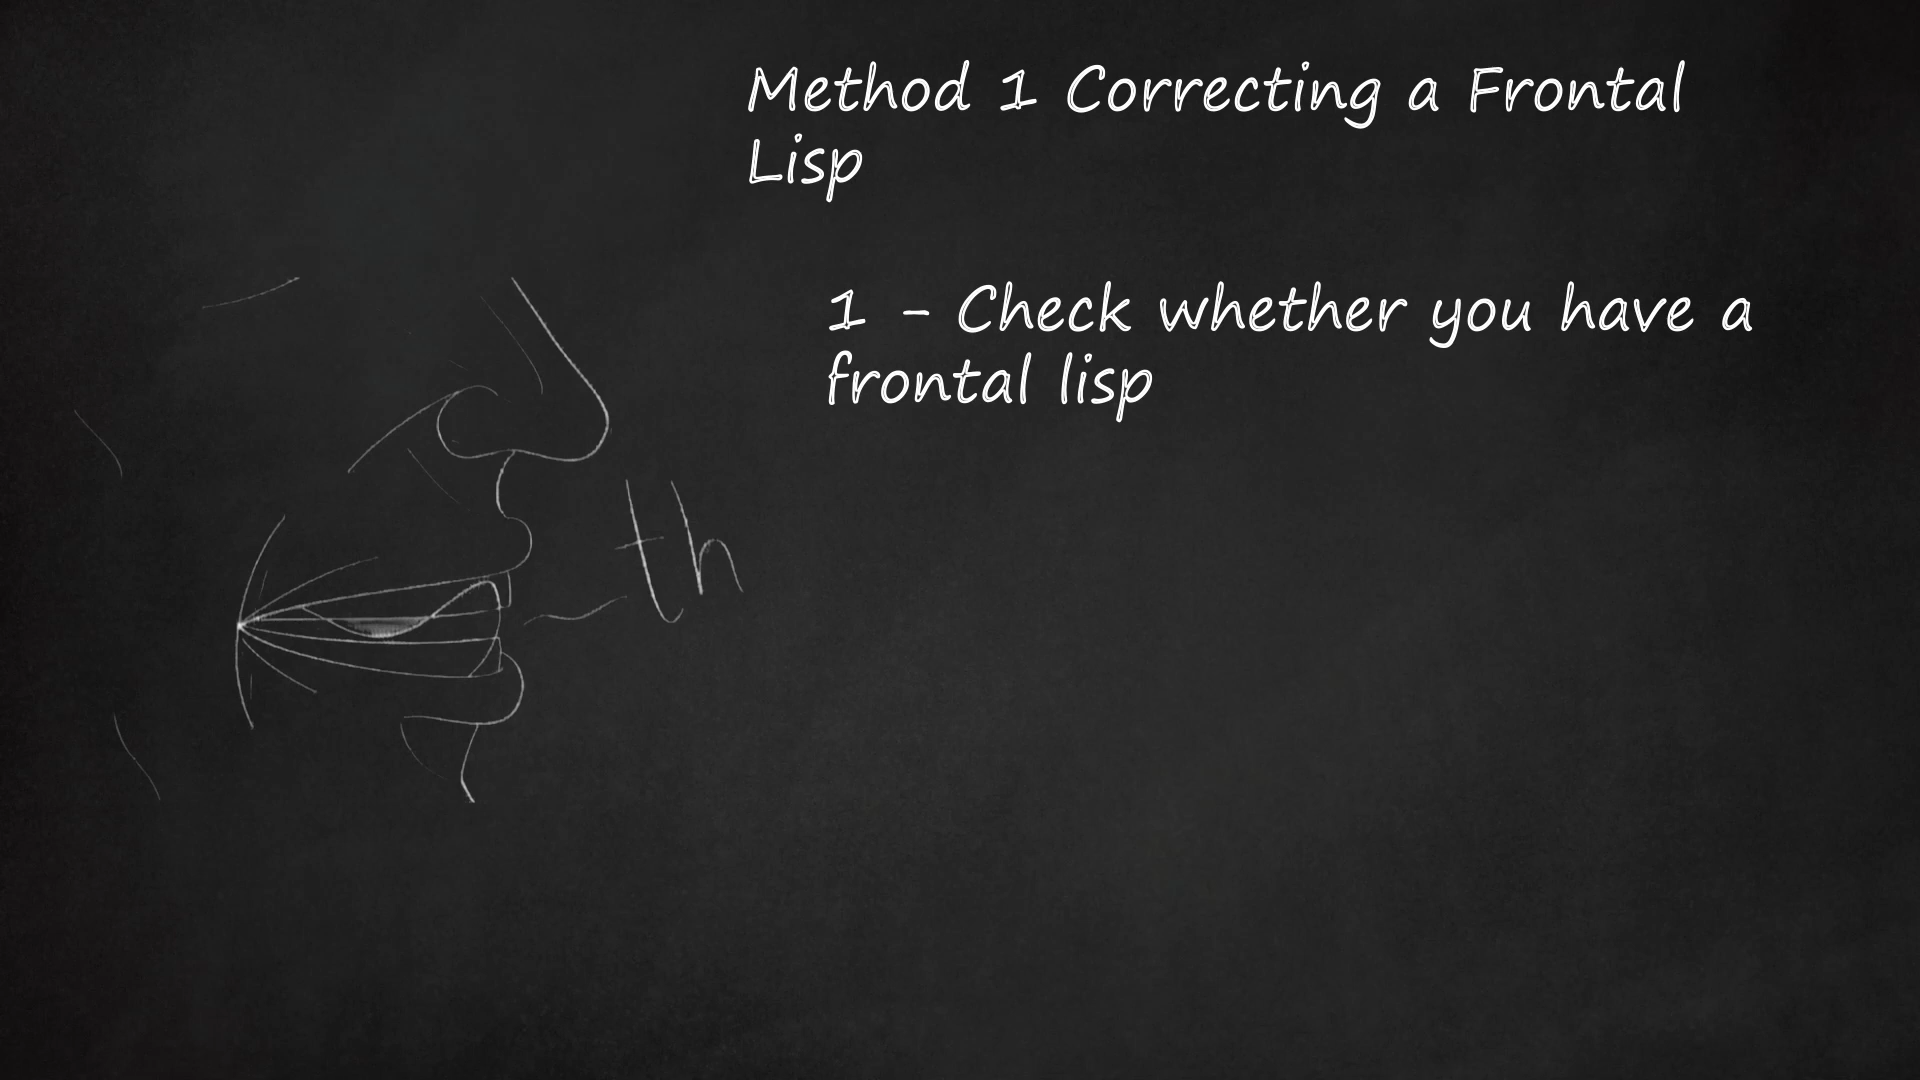 Method 1 Correcting a Frontal
Lisp
1 - Check whether you have a
frontal lisp
th